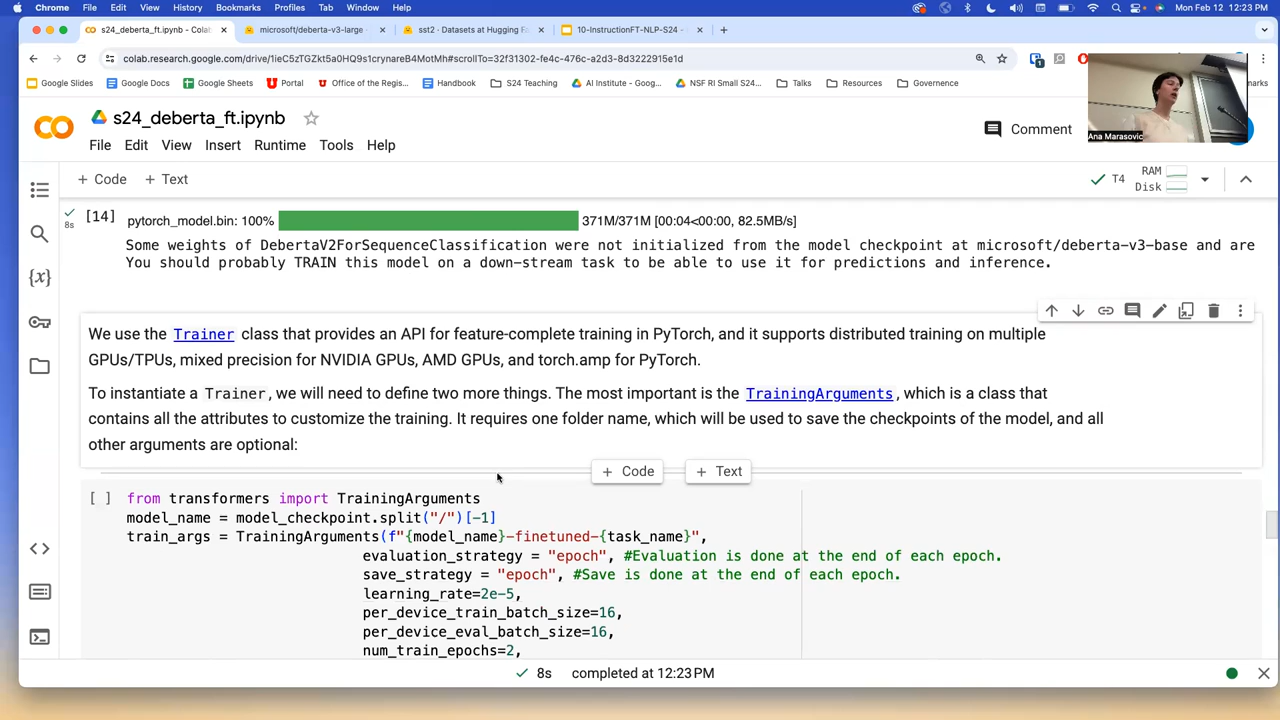 Chrome File Edit View History Bookmarks Profiles Tab Window Help Mon Feb 12 12:23 PM
s24_deberta_ft.ipynb - Colab microsoft/deberta-v3-large · sst2 · Datasets at Hugging Fa 10-InstructionFT-NLP-S24 -
colab.research.google.com/drive/1ieC5zTGZkt5a0HQ9s1crynareB4MotMh#scrollTo=32f31302-fe4c-476c-a2d3-8d3222915e1d
Google Slides Google Docs Google Sheets Portal Office of the Regis... Handbook S24 Teaching AI Institute - Goog... NSF RI Small S24... Talks Resources Governence
s24_deberta_ft.ipynb
Comment
File Edit View Insert Runtime Tools Help
+ Code + Text
T4 RAM Disk
[14] pytorch_model.bin: 100% 371M/371M [00:04<00:00, 82.5MB/s]
8s
Some weights of DebertaV2ForSequenceClassification were not initialized from the model checkpoint at microsoft/deberta-v3-base and are
You should probably TRAIN this model on a down-stream task to be able to use it for predictions and inference.
We use the Trainer class that provides an API for feature-complete training in PyTorch, and it supports distributed training on multiple
GPUs/TPUs, mixed precision for NVIDIA GPUs, AMD GPUs, and torch.amp for PyTorch.
To instantiate a Trainer, we will need to define two more things. The most important is the TrainingArguments, which is a class that
contains all the attributes to customize the training. It requires one folder name, which will be used to save the checkpoints of the model, and all
other arguments are optional:
+ Code + Text
[ ] from transformers import TrainingArguments
model_name = model_checkpoint.split("/")[-1]
train_args = TrainingArguments(f"{model_name}-finetuned-{task_name}",
evaluation_strategy = "epoch", #Evaluation is done at the end of each epoch.
save_strategy = "epoch", #Save is done at the end of each epoch.
learning_rate=2e-5,
per_device_train_batch_size=16,
per_device_eval_batch_size=16,
num_train_epochs=2,
8s completed at 12:23 PM
Ana Marasovic